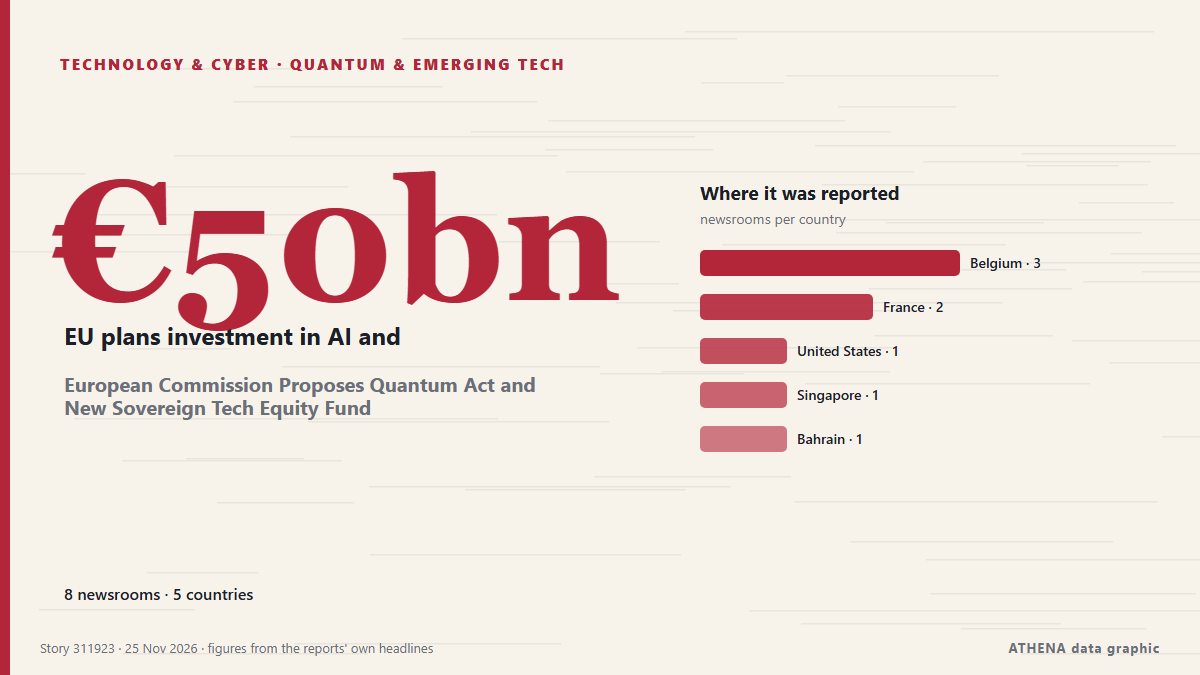 TECHNOLOGY & CYBER · QUANTUM & EMERGING TECH
€50bn
EU plans investment in AI and
European Commission Proposes Quantum Act and
New Sovereign Tech Equity Fund
8 newsrooms · 5 countries
Where it was reported
newsrooms per country
Belgium · 3
France · 2
United States · 1
Singapore · 1
Bahrain · 1
Story 311923 · 25 Nov 2026 · figures from the reports' own headlines
ATHENA data graphic